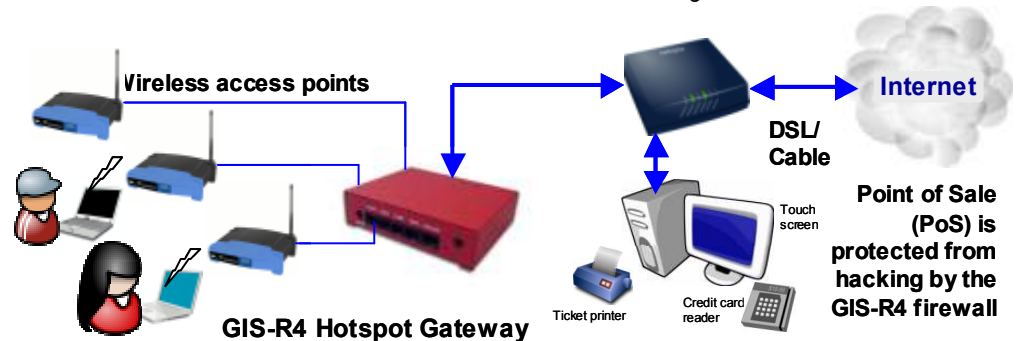 Wireless access points
Internet
DSL/
Cable
Point of Sale
(PoS) is
protected from
hacking by the
GIS-R4 firewall
Touch
screen
Credit card
reader
Ticket printer
GIS-R4 Hotspot Gateway